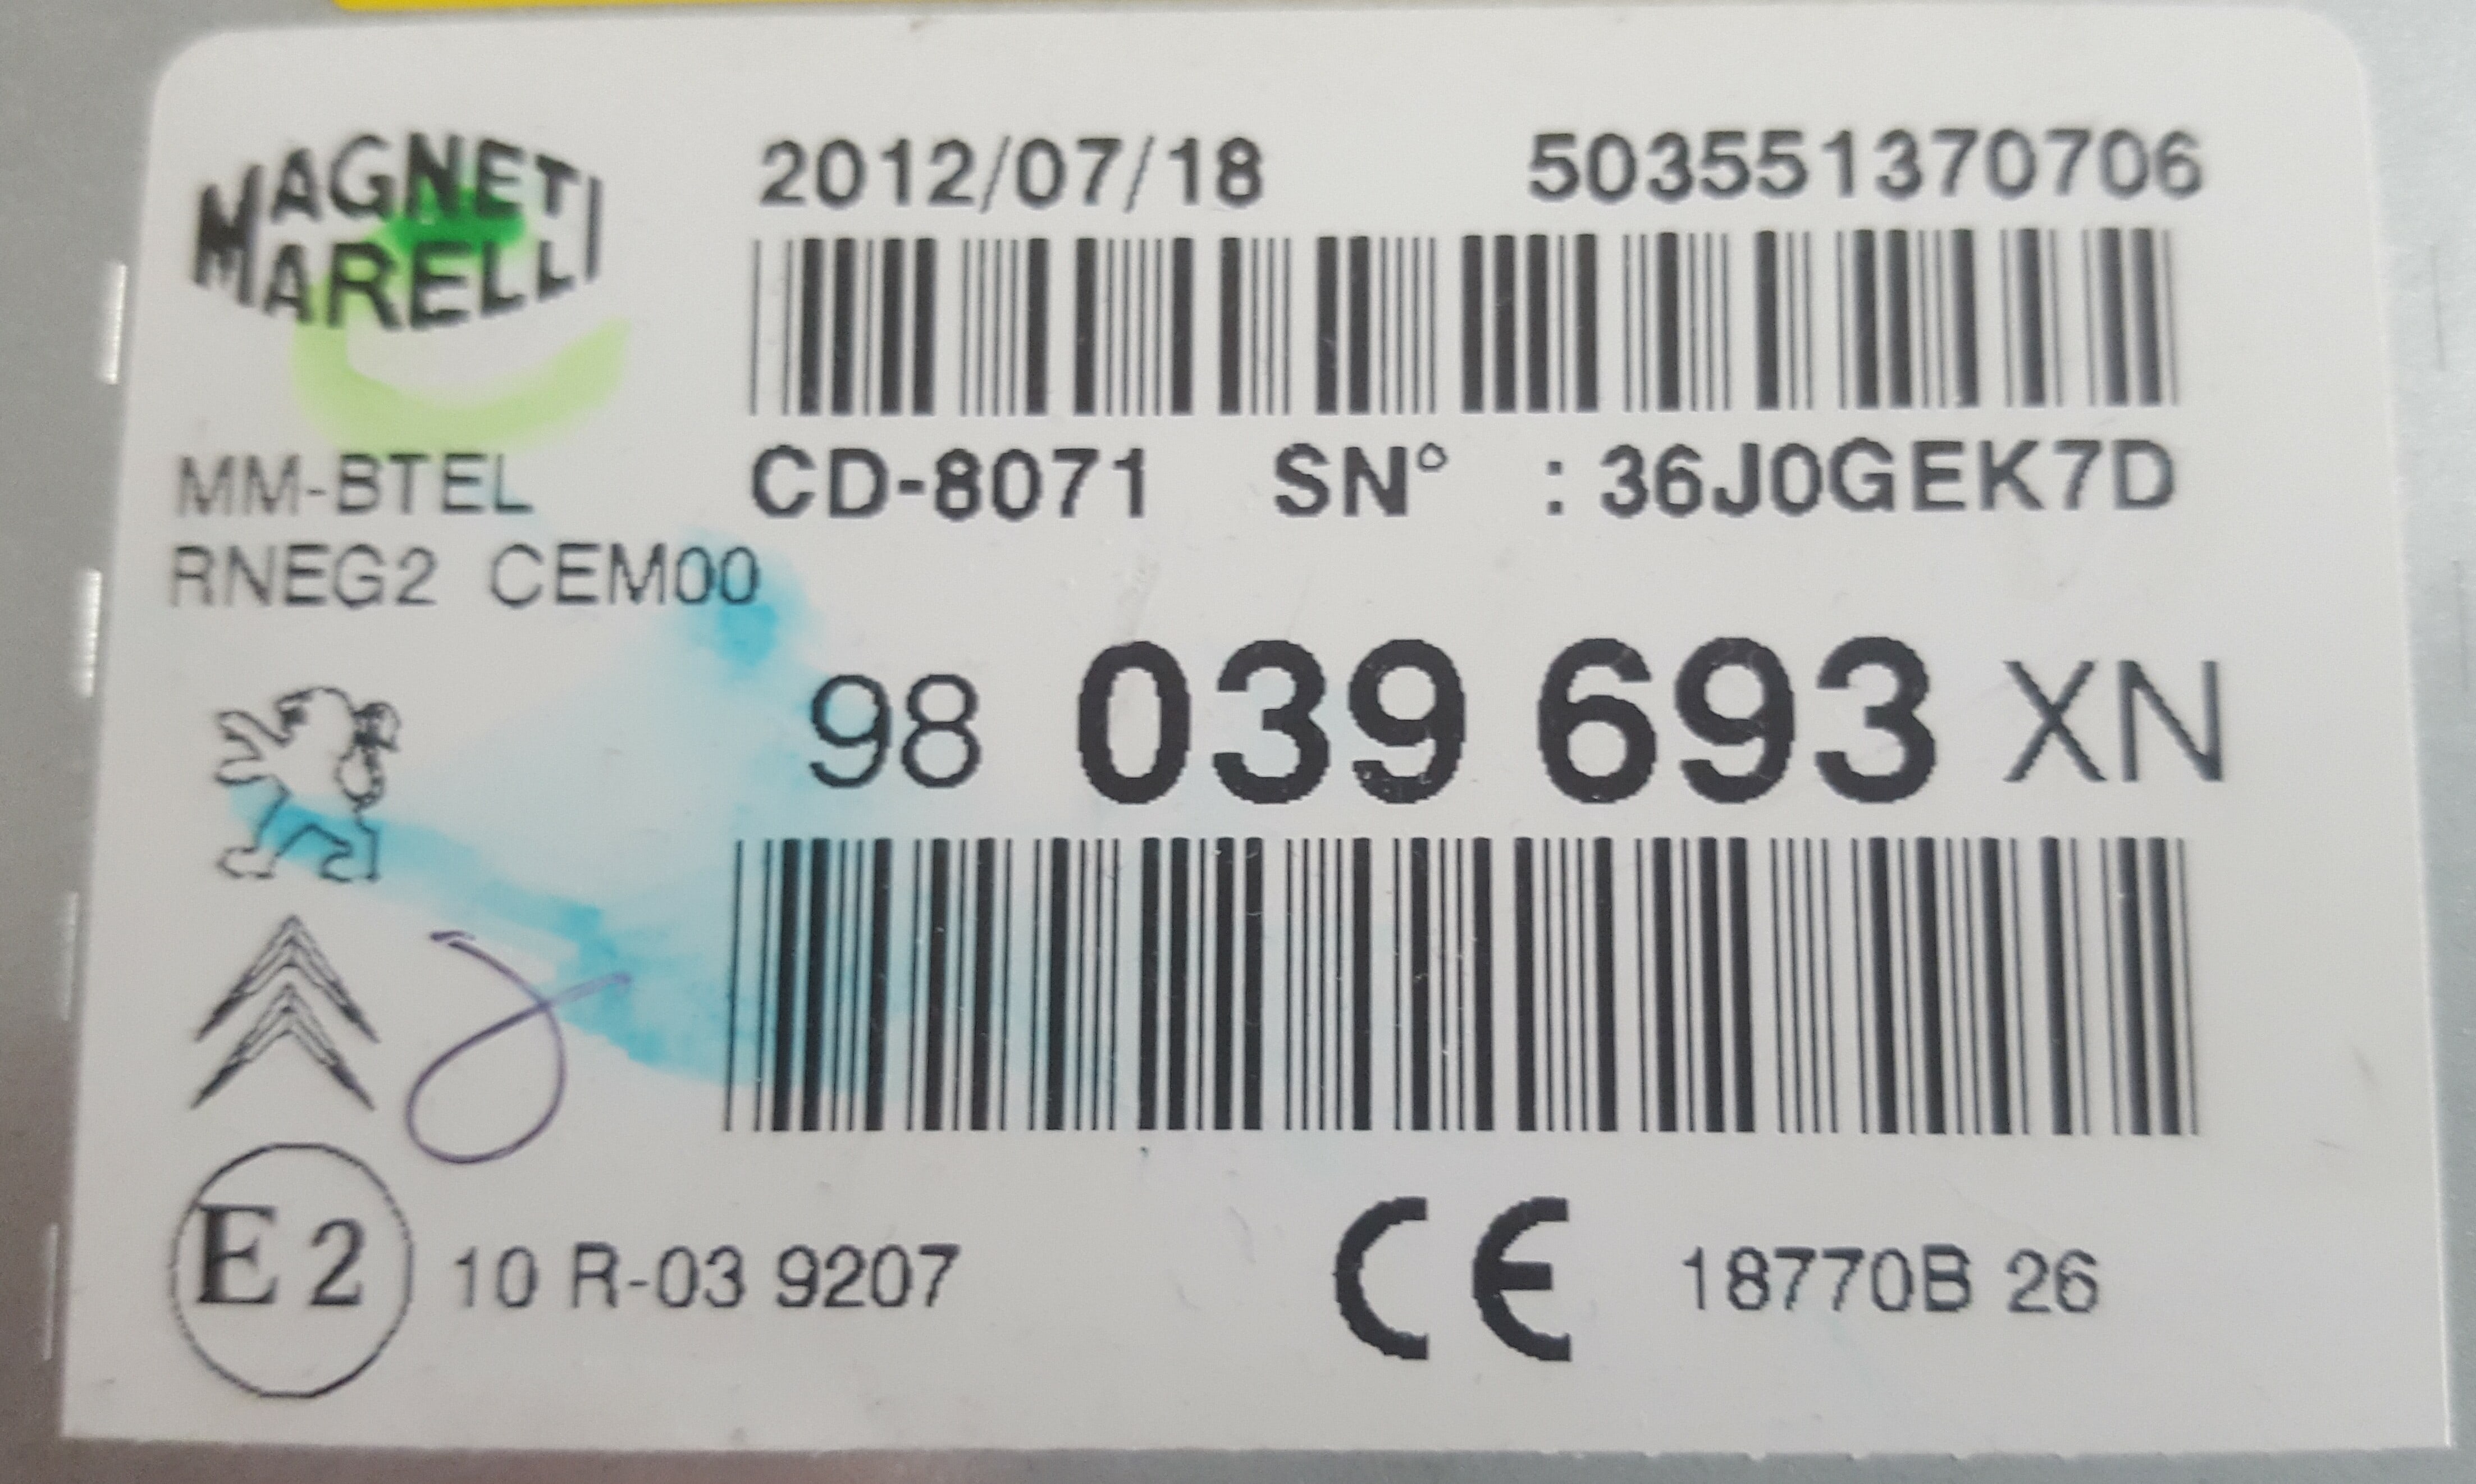 MAGNETI
MARELLI
2012/07/18 503551370706
MM-BTEL CD-8071 SN° : 36J0GEK7D
RNEG2 CEM00
98 039 693 XN
E2 10 R-03 9207 CE 18770B 26